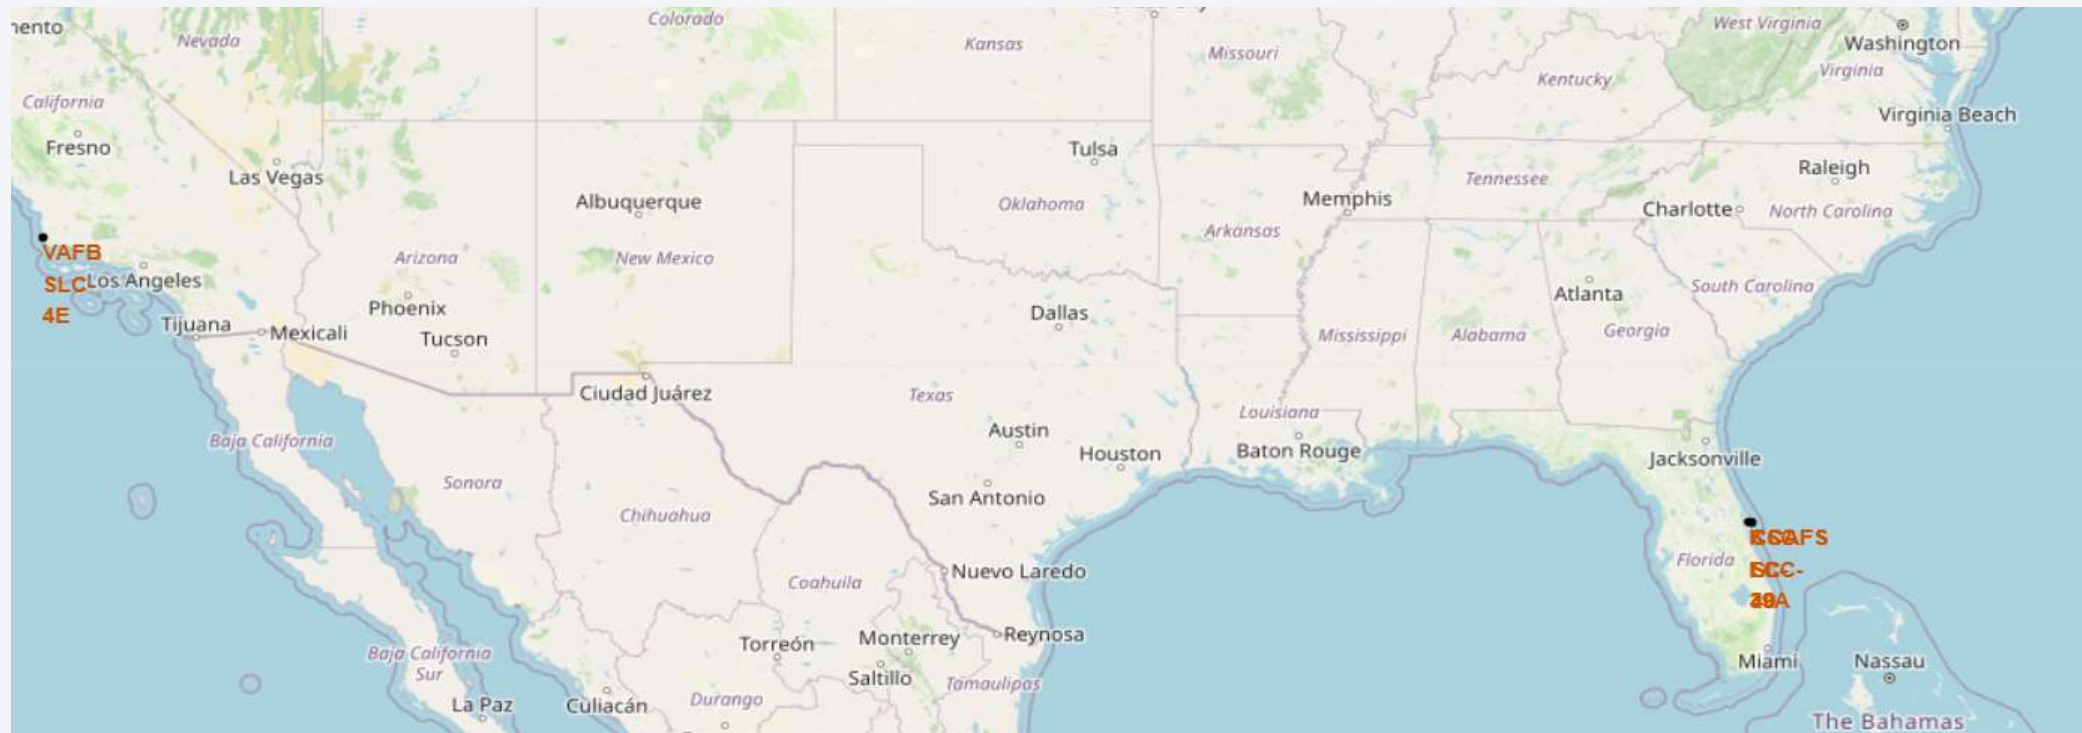 Colorado
West Virginia
Washington
Nevada
Kansas
Missouri
Kentucky
Virginia
California
Virginia Beach
Fresno
Las Vegas
Tulsa
Raleigh
Tennessee
Albuquerque
Oklahoma
Memphis
Charlotte
North Carolina
Arkansas
VAFB
SLC
4E
Los Angeles
Arizona
New Mexico
South Carolina
Atlanta
Phoenix
Dallas
Tijuana
Mexicali
Tucson
Mississippi
Alabama
Georgia
Ciudad Juárez
Texas
Louisiana
Baja California
Austin
Houston
Baton Rouge
Jacksonville
Sonora
San Antonio
Chihuahua
Florida
Nuevo Laredo
Coahuila
Torreón
Monterrey
Reynosa
Baja California
Sur
Saltillo
Tamaulipas
Miami
Nassau
La Paz
Culiacán
Durango
The Bahamas